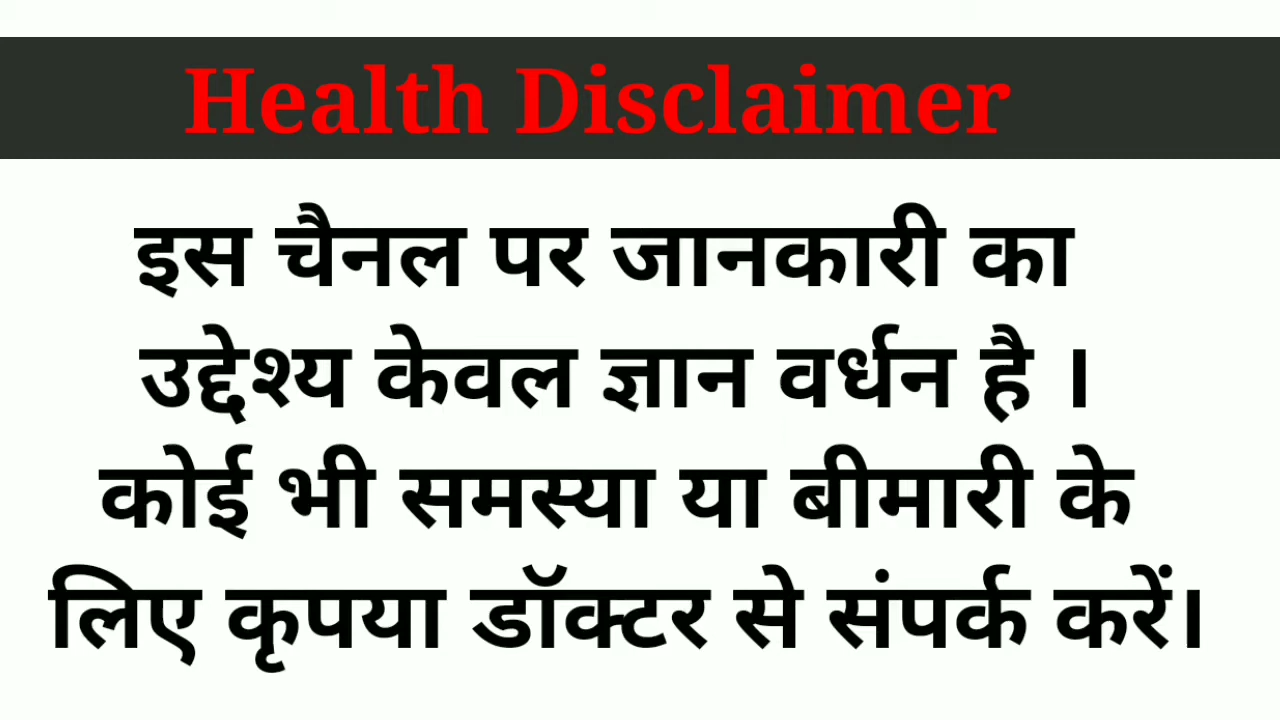 Health Disclaimer
इस चैनल पर जानकारी का
उद्देश्य केवल ज्ञान वर्धन है ।
कोई भी समस्या या बीमारी के
लिए कृपया डॉक्टर से संपर्क करें।